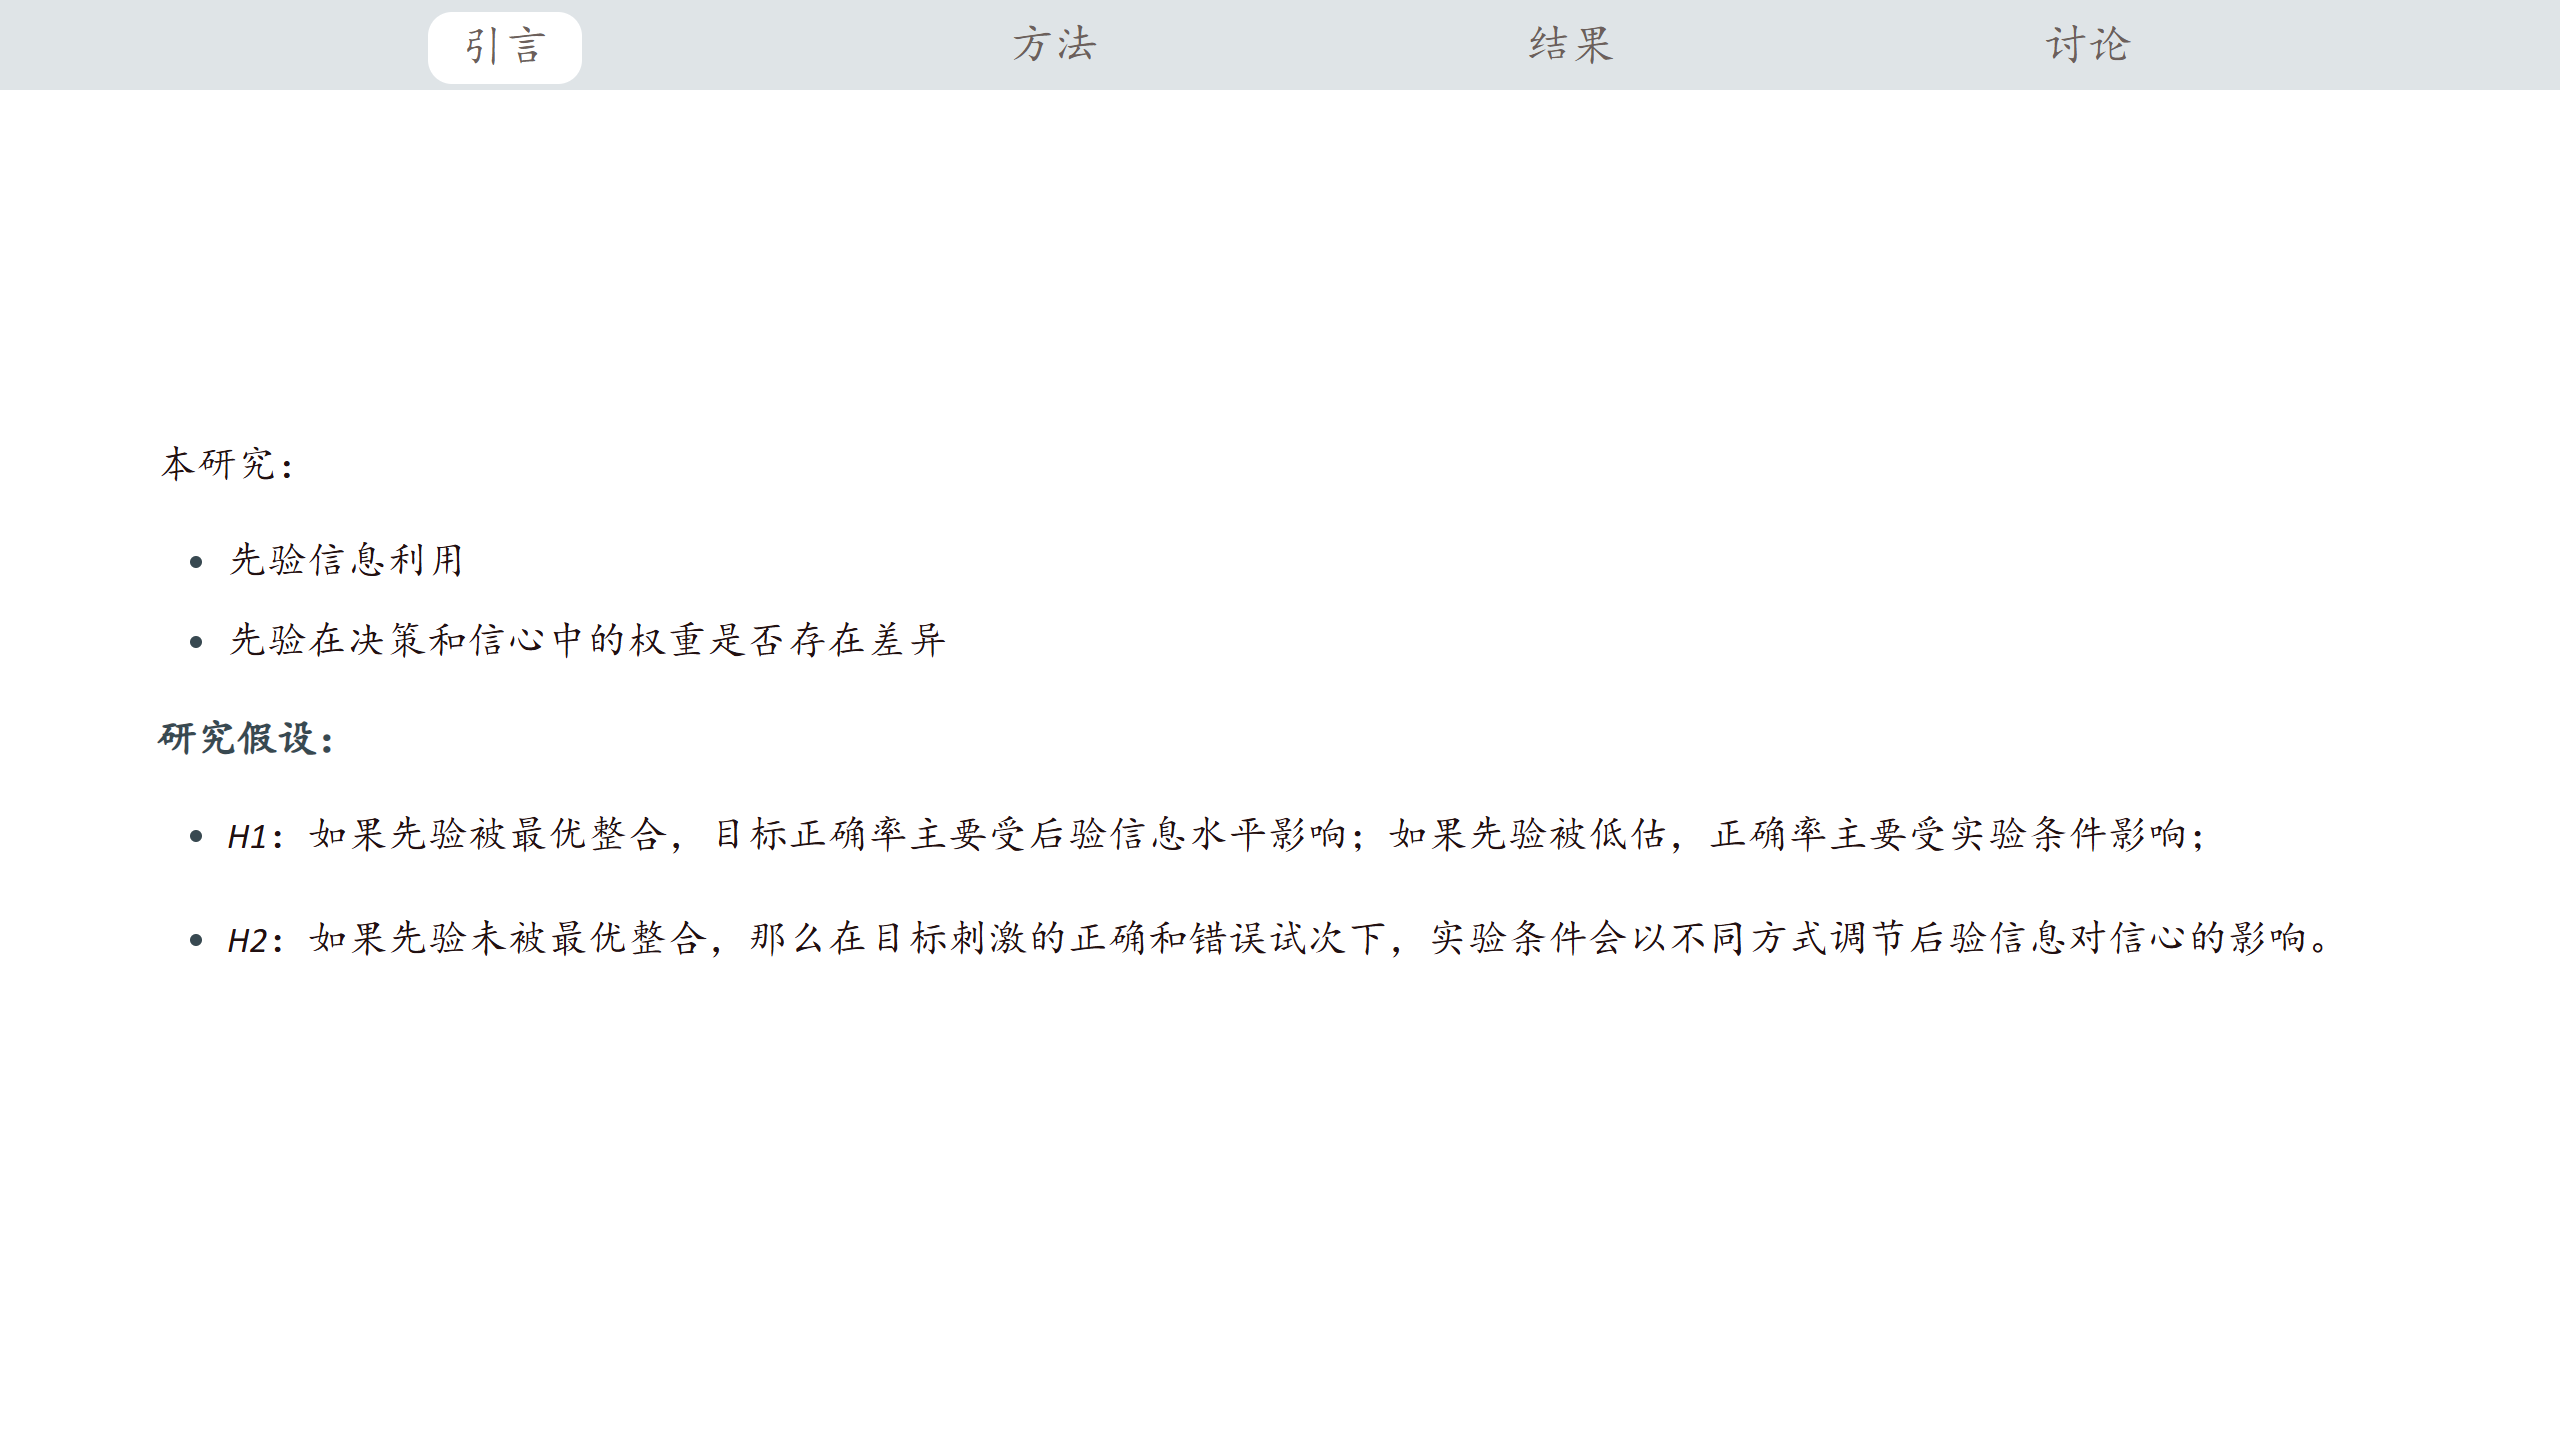 引言
方法
结果
讨论
本研究：
先验信息利用
先验在决策和信心中的权重是否存在差异
研究假设：
H1：如果先验被最优整合，目标正确率主要受后验信息水平影响；如果先验被低估，正确率主要受实验条件影响；
H2：如果先验未被最优整合，那么在目标刺激的正确和错误试次下，实验条件会以不同方式调节后验信息对信心的影响。